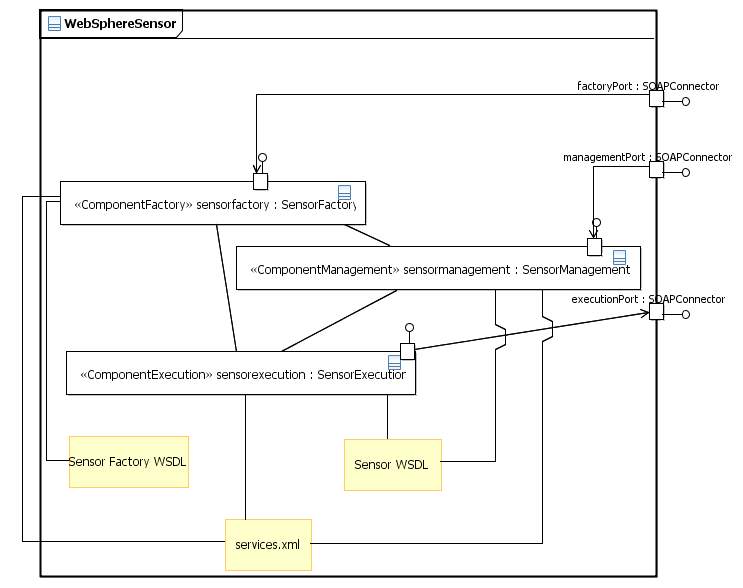 WebSphereSensor
factoryPort : SOAPConnector
managementPort : SOAPConnector
«ComponentFactory» sensorfactory : SensorFactory
«ComponentManagement» sensormanagement : SensorManagement
executionPort : SOAPConnector
«ComponentExecution» sensorexecution : SensorExecution
Sensor Factory WSDL
Sensor WSDL
services.xml